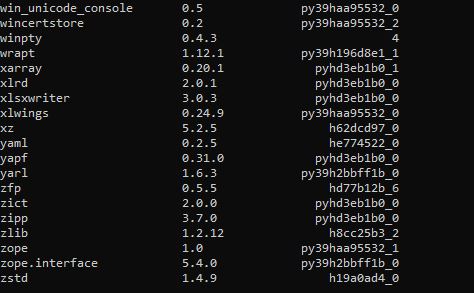 win_unicode_console 0.5 py39haa95532_0
wincertstore 0.2 py39haa95532_2
winpty 0.4.3 4
wrapt 1.12.1 py39h196d8e1_1
xarray 0.20.1 pyhd3eb1b0_1
xlrd 2.0.1 pyhd3eb1b0_0
xlsxwriter 3.0.3 pyhd3eb1b0_0
xlwings 0.24.9 py39haa95532_0
xz 5.2.5 h62dcd97_0
yaml 0.2.5 he774522_0
yapf 0.31.0 pyhd3eb1b0_0
yarl 1.6.3 py39h2bbff1b_0
zfp 0.5.5 hd77b12b_6
zict 2.0.0 pyhd3eb1b0_0
zipp 3.7.0 pyhd3eb1b0_0
zlib 1.2.12 h8cc25b3_2
zope 1.0 py39haa95532_1
zope.interface 5.4.0 py39h2bbff1b_0
zstd 1.4.9 h19a0ad4_0